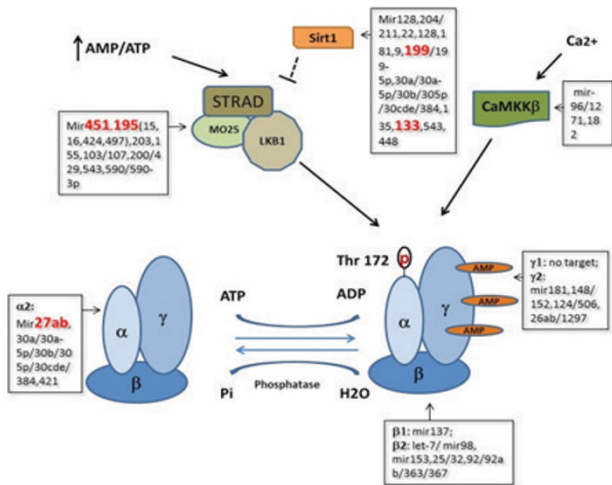 AMP/ATP
Sirt1
Mir128,204/
211,22,128,1
81,9,199/19
9-
5p,30a/30a-
5p/30b/305p
/30cde/384,1
35,133,543,
448
Ca2+
STRAD
MO25
LKB1
CaMKKβ
mir-
96/12
71,18
2
Mir451,195(15,
16,424,497),203,1
55,103/107,200/4
29,543,590/590-
3p
Thr 172
p
γ1: no target;
γ2:
mir181,148/
152,124/506,
26ab/1297
AMP
AMP
AMP
α2:
Mir27ab,
30a/30a-
5p/30b/30
5p/30cde/
384,421
α
γ
β
ATP
ADP
Phosphatase
Pi
H2O
α
γ
β
β1: mir137;
β2: let-7/ mir98,
mir153,25/32,92/92a
b/363/367